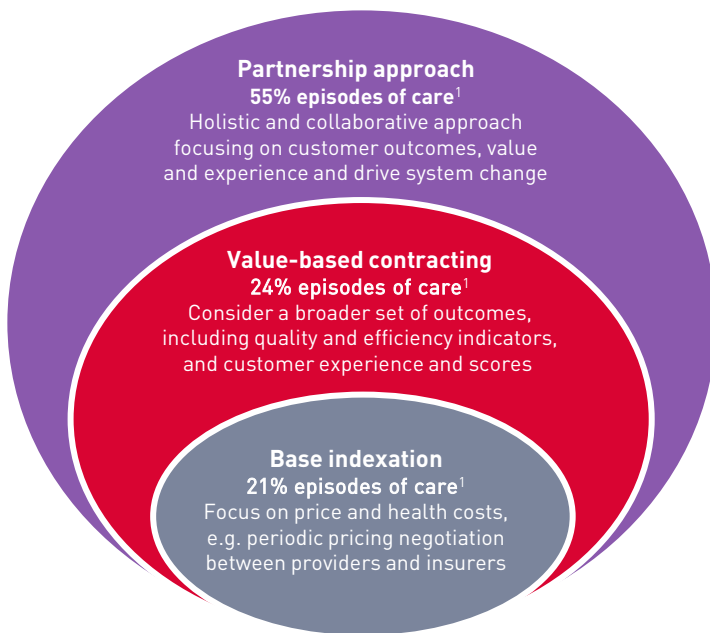 Partnership approach
55% episodes of care¹
Holistic and collaborative approach
focusing on customer outcomes, value
and experience and drive system change
Value-based contracting
24% episodes of care¹
Consider a broader set of outcomes,
including quality and efficiency indicators,
and customer experience and scores
Base indexation
21% episodes of care¹
Focus on price and health costs,
e.g. periodic pricing negotiation
between providers and insurers